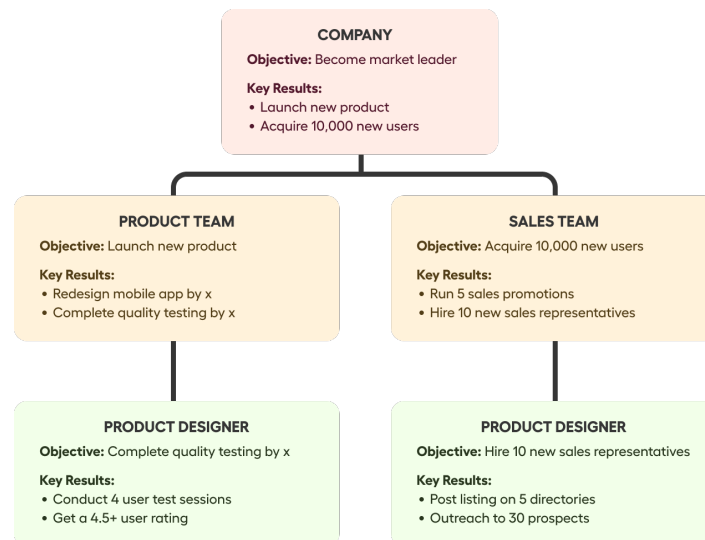 COMPANY
Objective: Become market leader
Key Results:
• Launch new product
• Acquire 10,000 new users
PRODUCT TEAM
Objective: Launch new product
Key Results:
• Redesign mobile app by x
• Complete quality testing by x
SALES TEAM
Objective: Acquire 10,000 new users
Key Results:
• Run 5 sales promotions
• Hire 10 new sales representatives
PRODUCT DESIGNER
Objective: Complete quality testing by x
Key Results:
• Conduct 4 user test sessions
• Get a 4.5+ user rating
PRODUCT DESIGNER
Objective: Hire 10 new sales representatives
Key Results:
• Post listing on 5 directories
• Outreach to 30 prospects